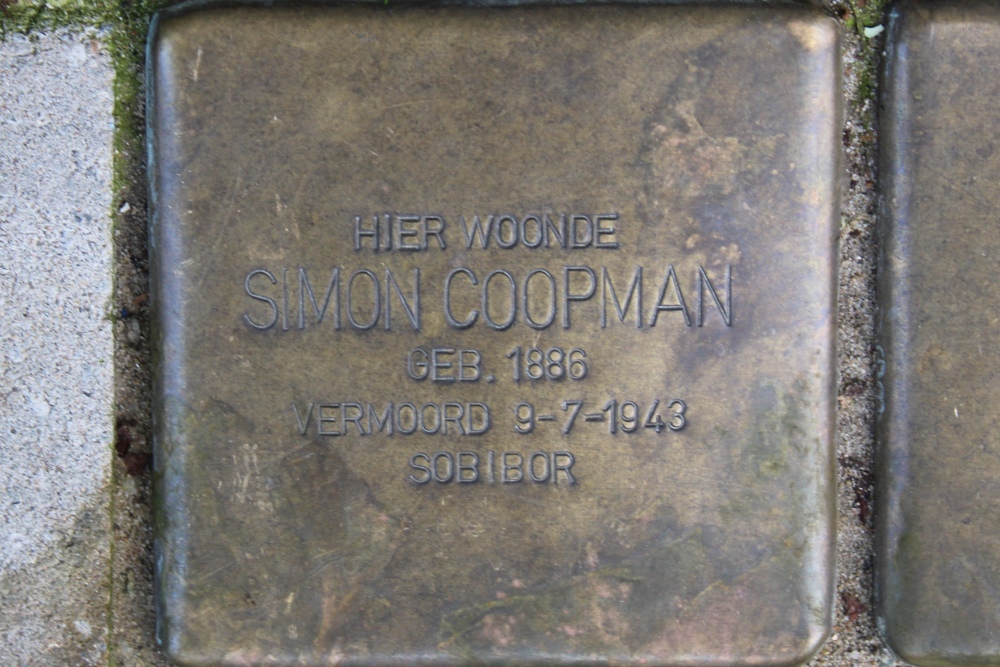 HIER WOONDE
SIMON COOPMAN
GEB. 1886
VERMOORD 9-7-1943
SOBIBOR